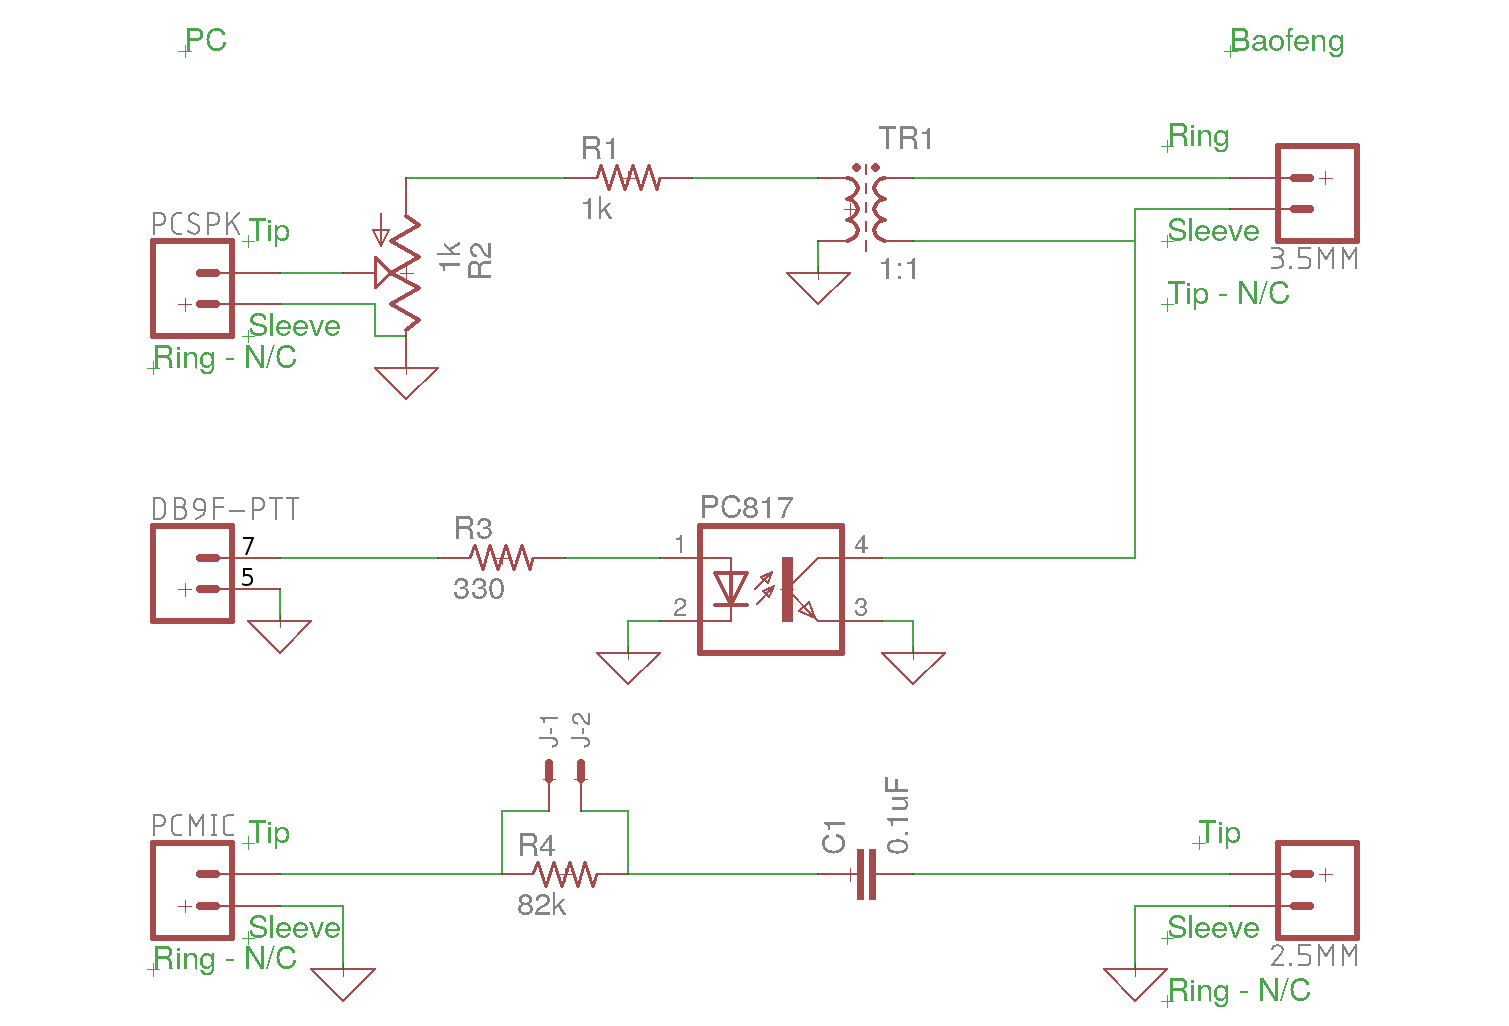 PC
Baofeng
R1
1k
TR1
1:1
Ring
Sleeve
3.5MM
Tip - N/C
PCSPK
Tip
Sleeve
Ring - N/C
1k
R2
DB9F-PTT
7
5
R3
330
PC817
1
2
4
3
J-1
J-2
PCMIC
Tip
Sleeve
Ring - N/C
R4
82k
C1
0.1uF
Tip
Sleeve
2.5MM
Ring - N/C